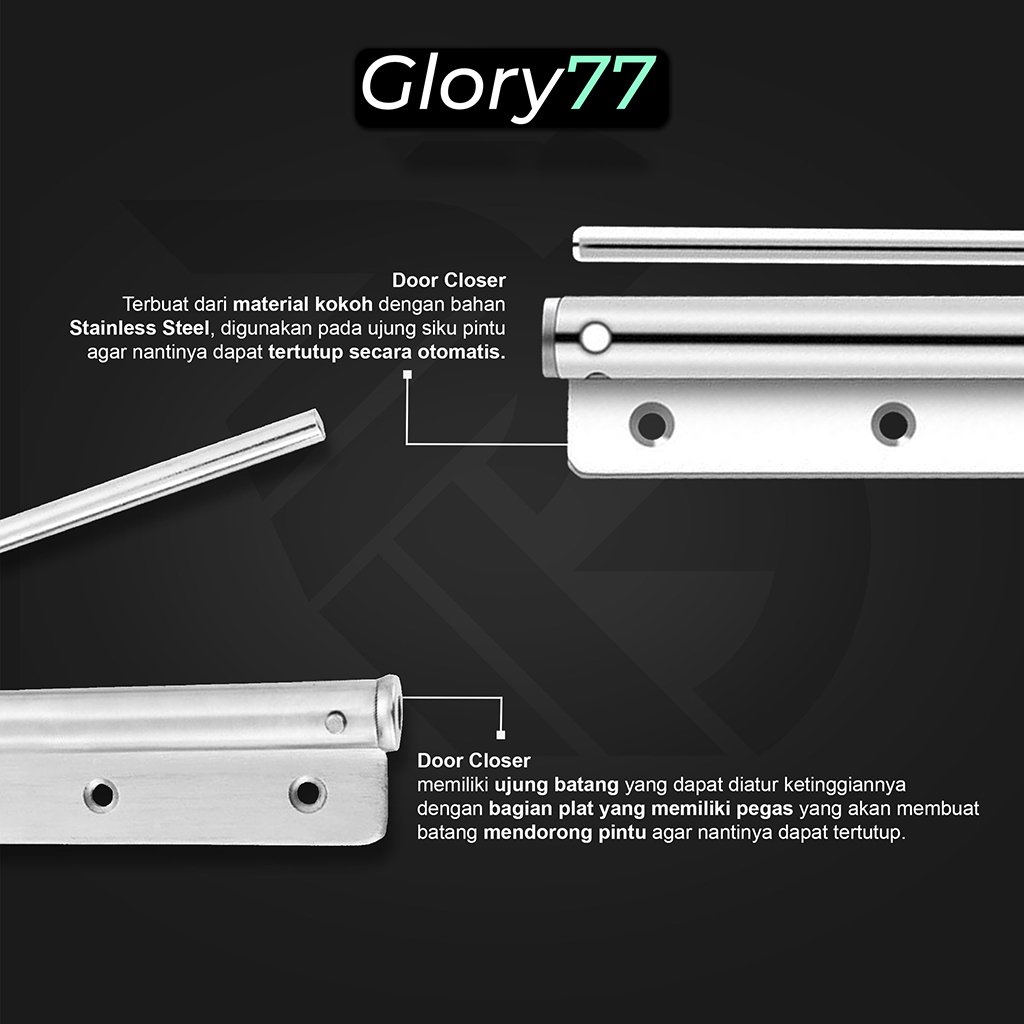 Glory77
Door Closer
Terbuat dari material kokoh dengan bahan
Stainless Steel, digunakan pada ujung siku pintu
agar nantinya dapat tertutup secara otomatis.
Door Closer
memiliki ujung batang yang dapat diatur ketinggiannya
dengan bagian plat yang memiliki pegas yang akan membuat
batang mendorong pintu agar nantinya dapat tertutup.